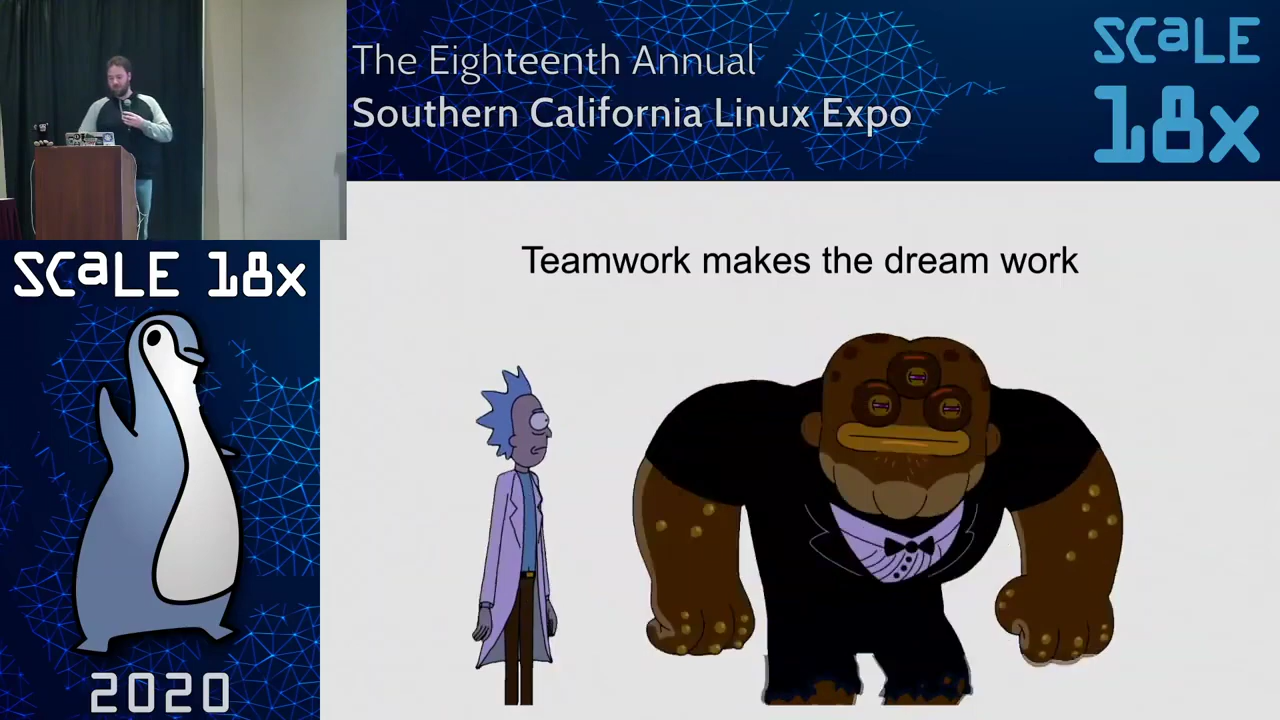 The Eighteenth Annual
Southern California Linux Expo
SCaLE
18x
SCaLE 18x
2020
Teamwork makes the dream work